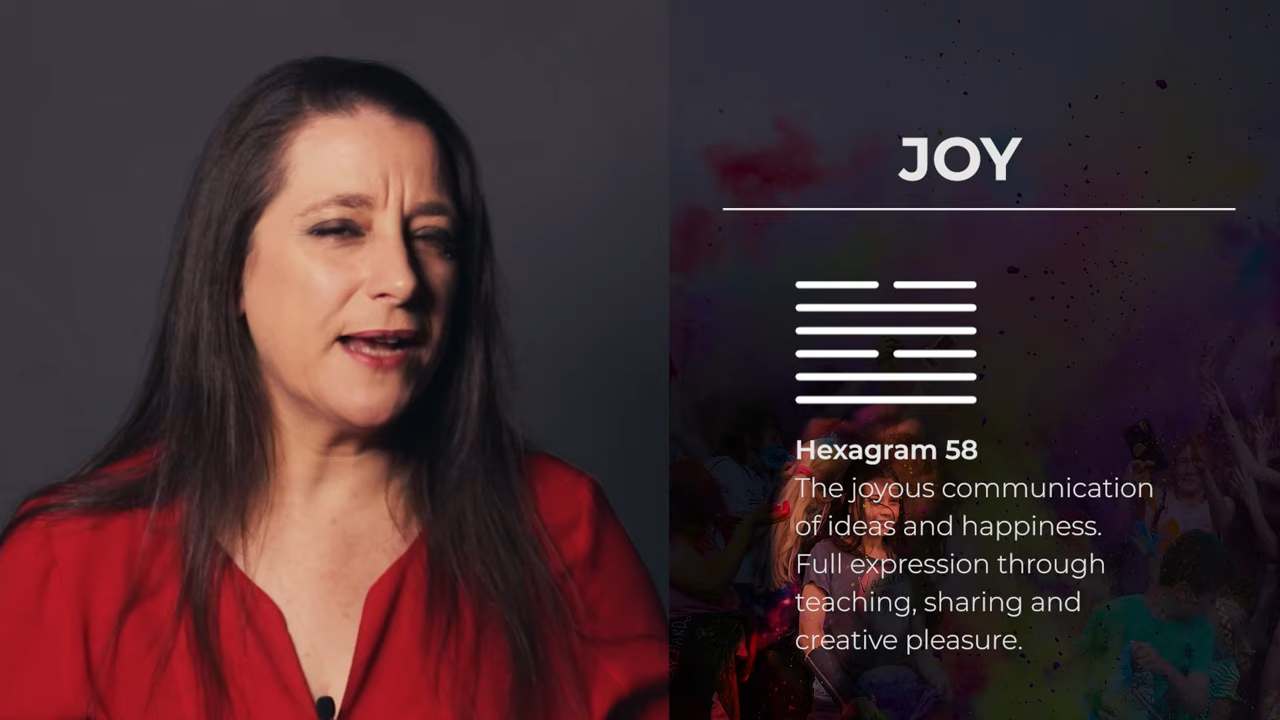 JOY
Hexagram 58
The joyous communication
of ideas and happiness.
Full expression through
teaching, sharing and
creative pleasure.